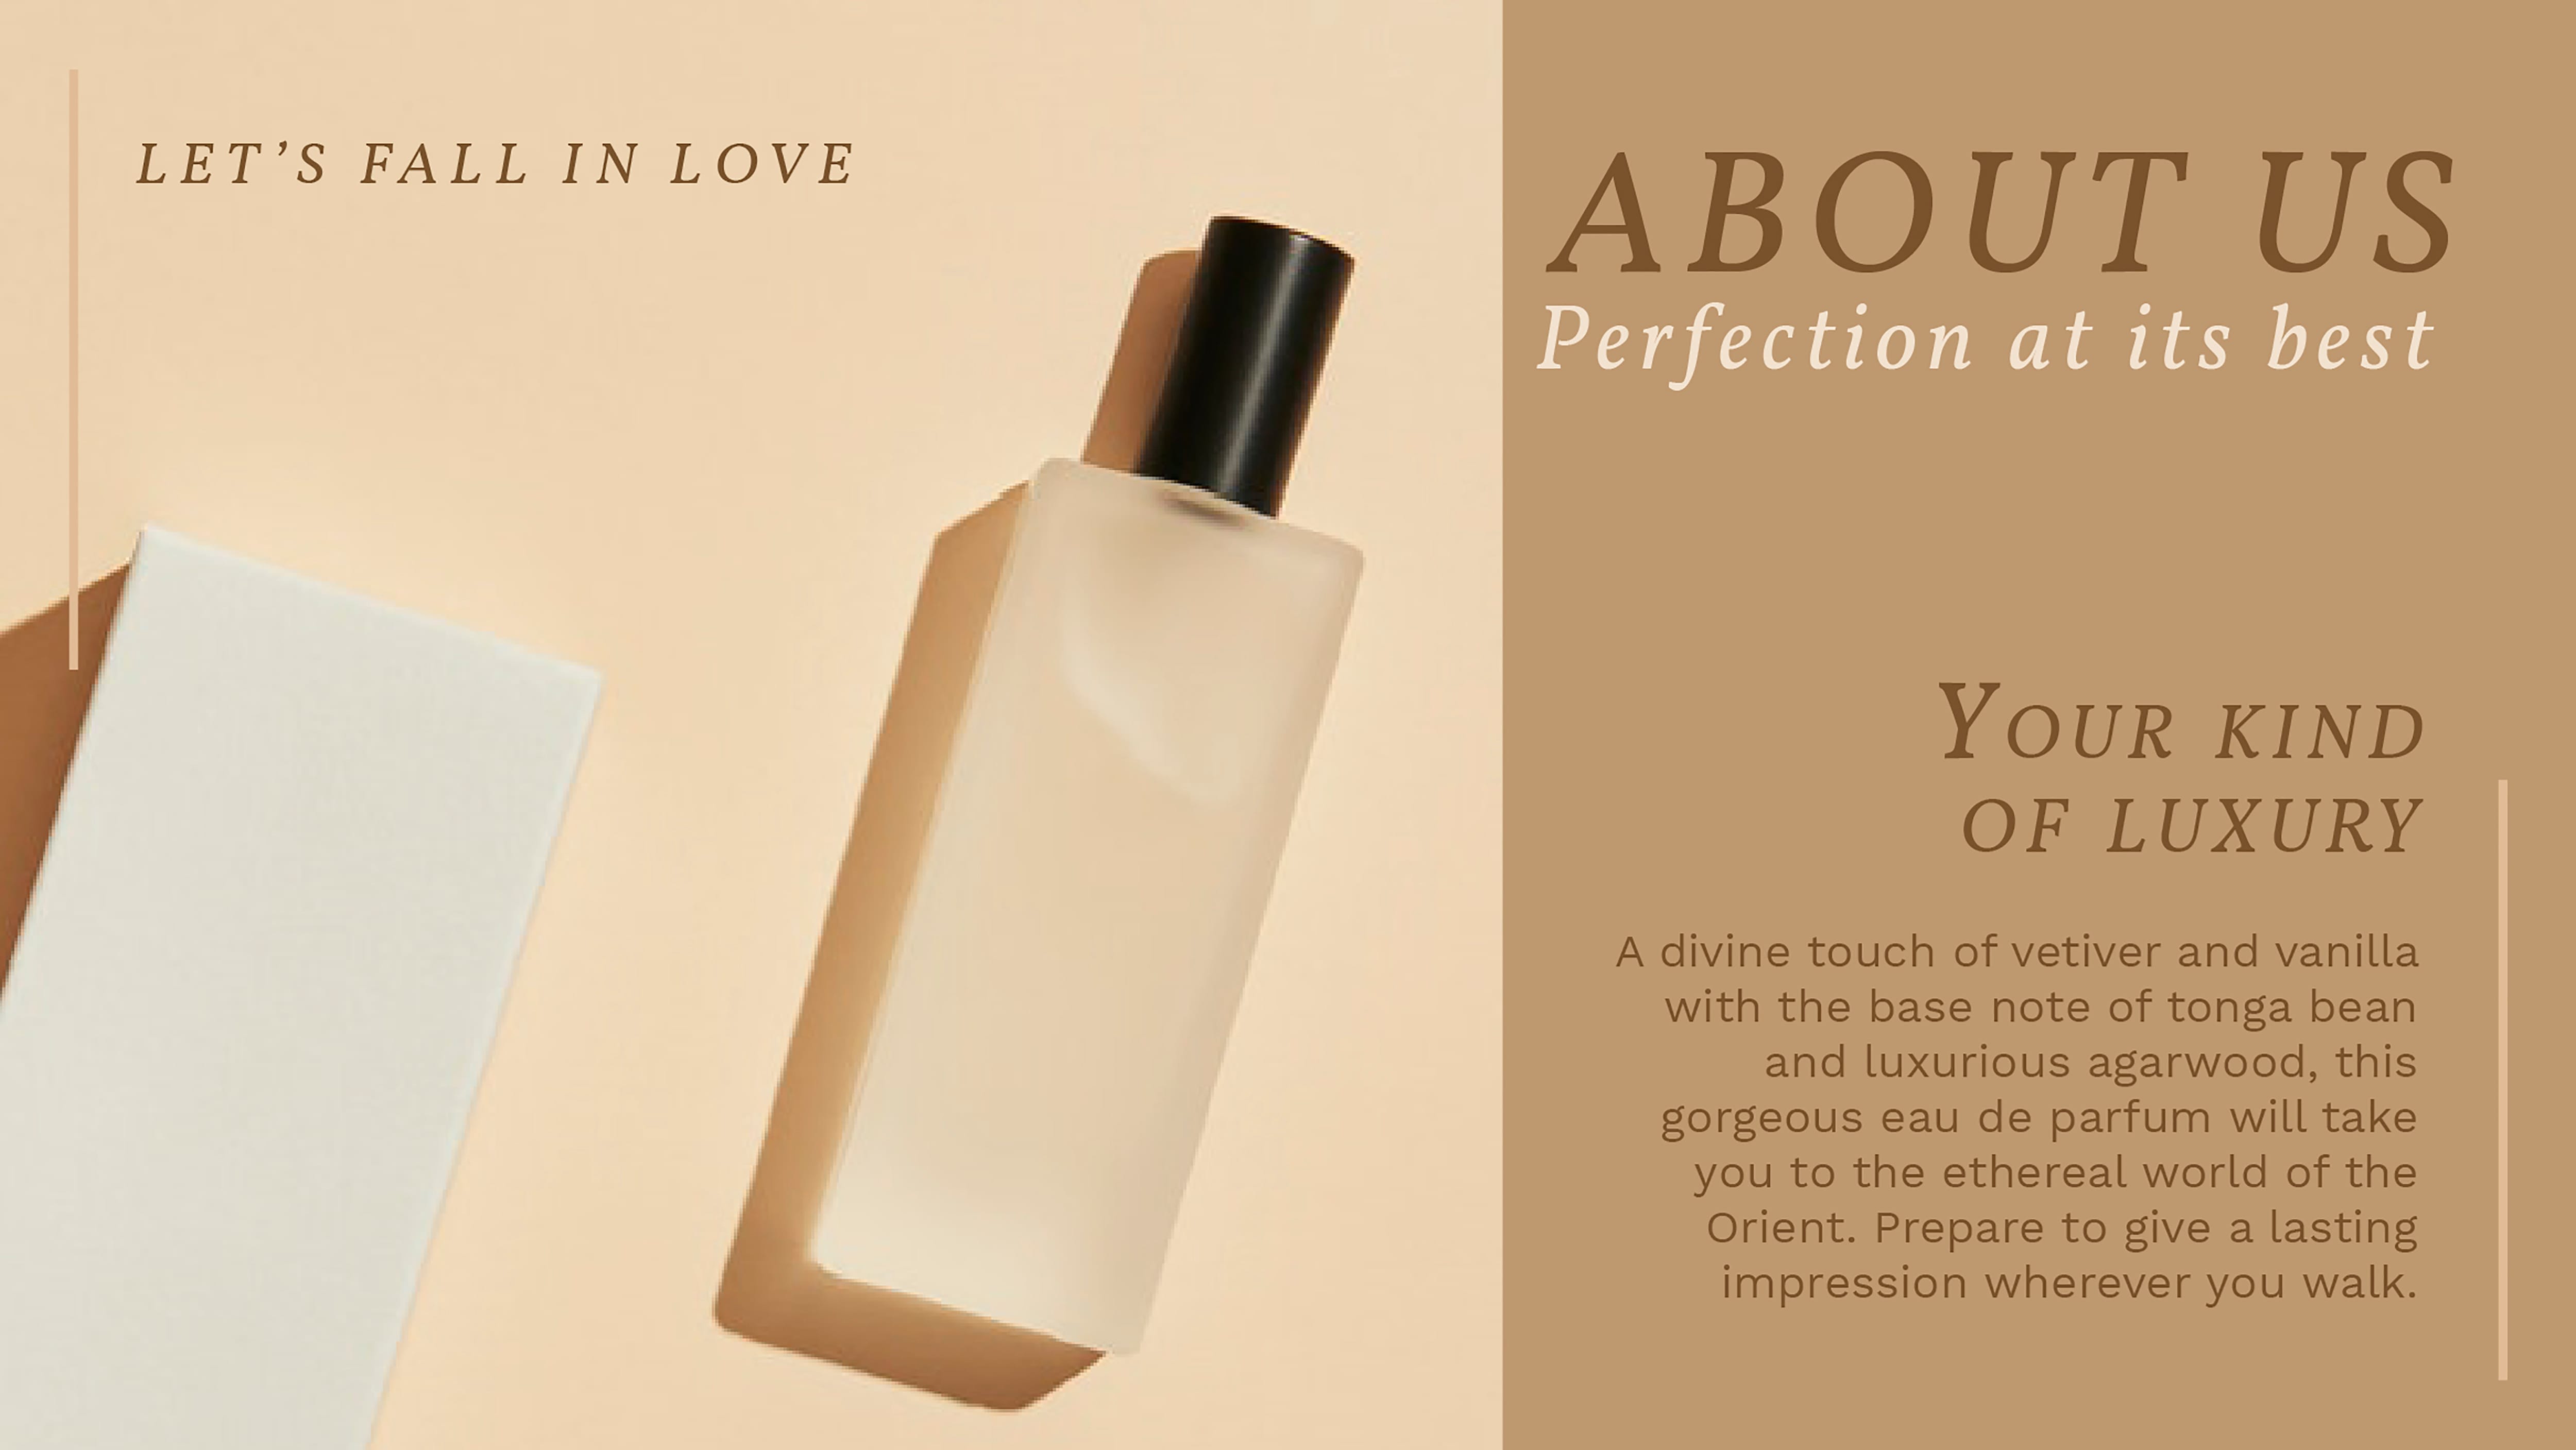 LET’S FALL IN LOVE
ABOUT US
Perfection at its best
YOUR KIND
OF LUXURY
A divine touch of vetiver and vanilla
with the base note of tonga bean
and luxurious agarwood, this
gorgeous eau de parfum will take
you to the ethereal world of the
Orient. Prepare to give a lasting
impression wherever you walk.